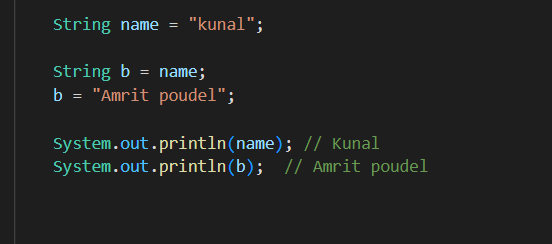 String name = "kunal";
String b = name;
b = "Amrit poudel";
System.out.println(name); // Kunal
System.out.println(b);  // Amrit poudel